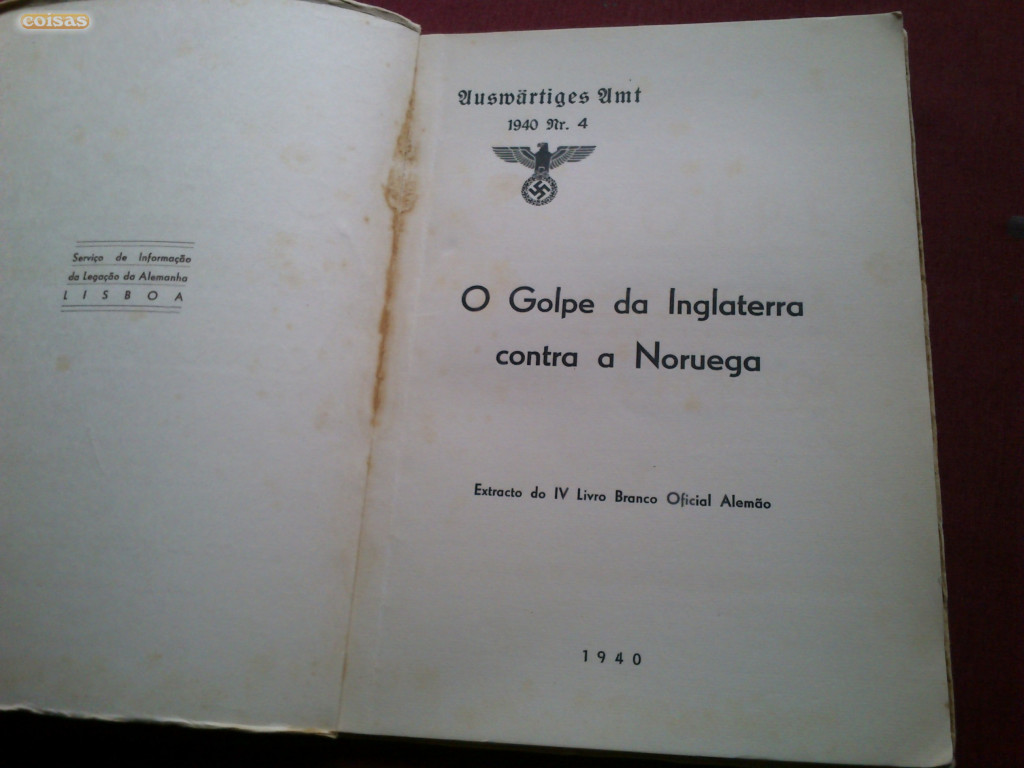 coisas
Serviço de Informação
da Legação da Alemanha
LISBOA
Auswärtiges Amt
1940 Nr. 4
O Golpe da Inglaterra
contra a Noruega
Extracto do IV Livro Branco Oficial Alemão
1940